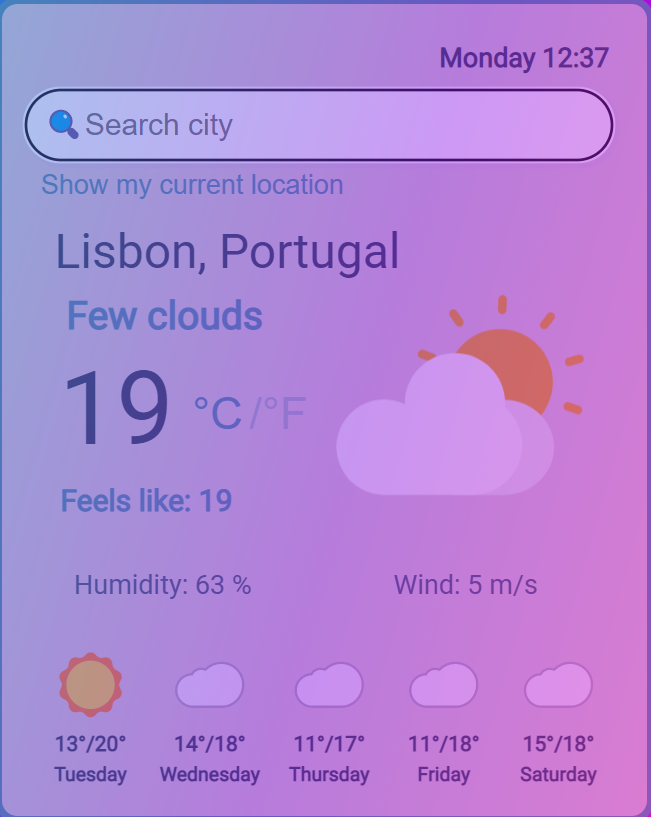 Monday 12:37
Search city
Show my current location
Lisbon, Portugal
Few clouds
19 °C/°F
Feels like: 19
Humidity: 63 % Wind: 5 m/s
13°/20° 14°/18° 11°/17° 11°/18° 15°/18°
Tuesday Wednesday Thursday Friday Saturday